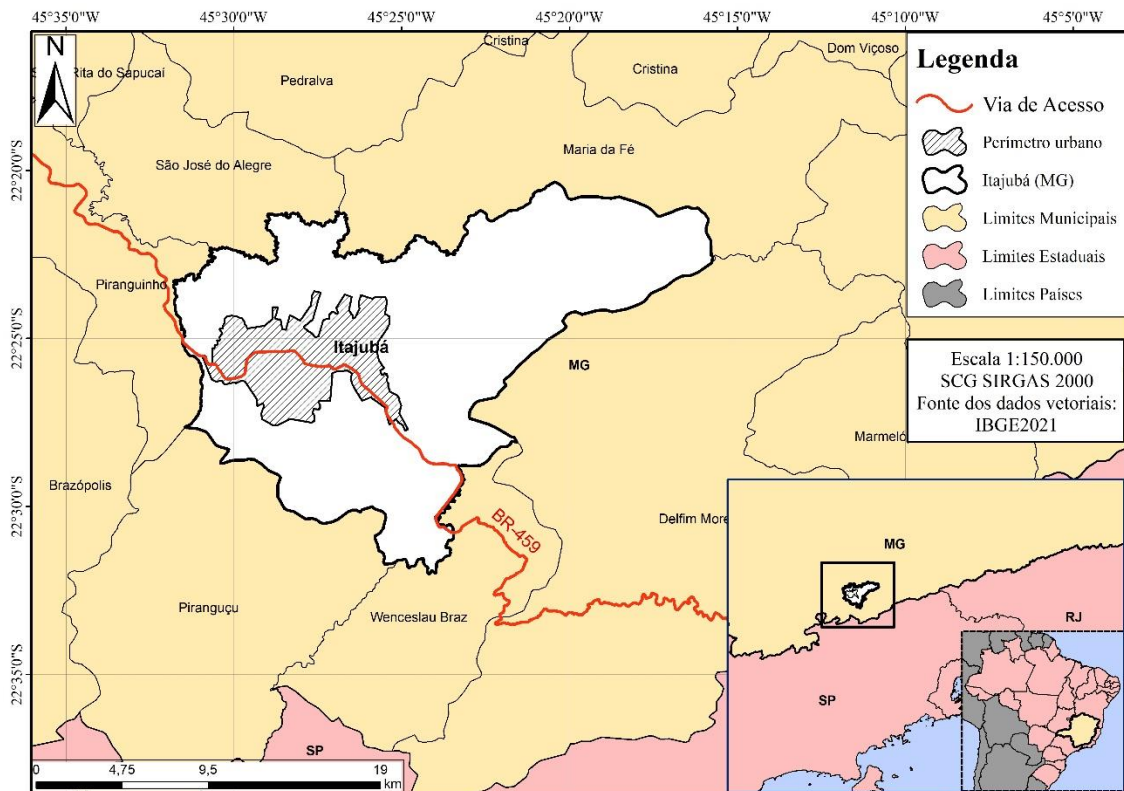 45°35'0"O 45°30'0"O 45°25'0"O 45°20'0"O 45°15'0"O 45°10'0"O 45°5'0"O
N
Rita do Sapucaí
Pedralva
Cristina
Cristina
Dom Viçoso
São José do Alegre
Maria da Fé
22°20'0"S
Piranguinho
22°25'0"S
Itajubá
MG
Marmeló
Brazópolis
22°30'0"S
BR-459
Delfim More
Piranguçu
Wenceslau Braz
22°35'0"S
SP
0 4,75 9,5 19
km
Legenda
Via de Acesso
Perímetro urbano
Itajubá (MG)
Limites Municipais
Limites Estaduais
Limites Países
Escala 1:150.000
SCG SIRGAS 2000
Fonte dos dados vetoriais:
IBGE2021
MG
RJ
SP